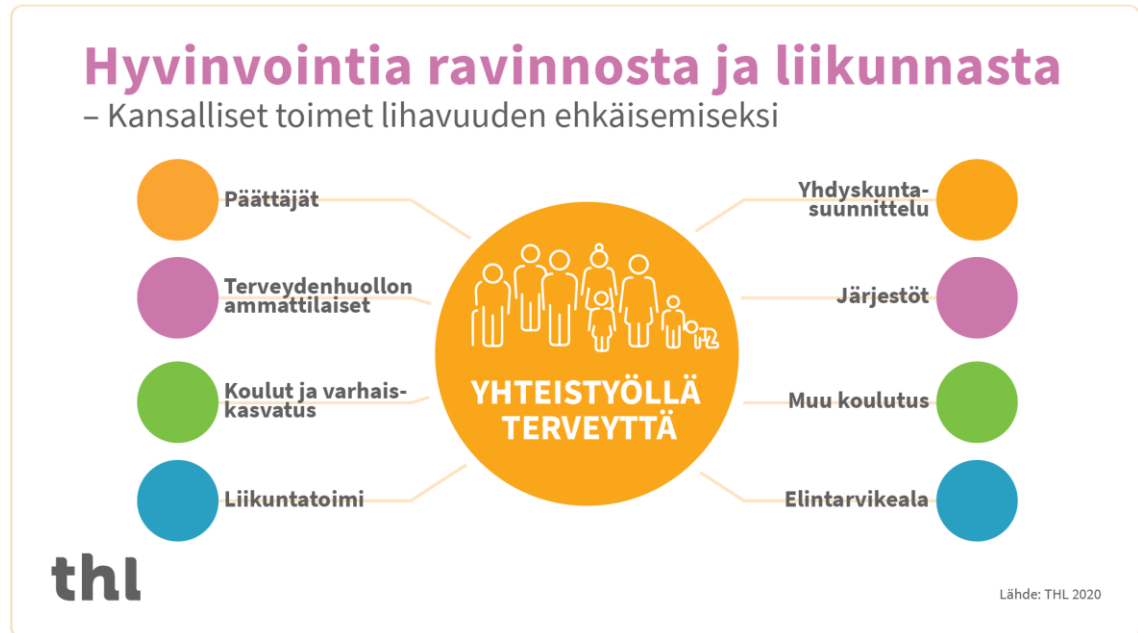 Hyvinvointia ravinnosta ja liikunnasta
– Kansalliset toimet lihavuuden ehkäisemiseksi
Päättäjät
Terveydenhuollon
ammattilaiset
Koulut ja varhais-
kasvatus
Liikuntatoimi
YHTEISTYÖLLÄ
TERVEYTTÄ
Yhdyskunta-
suunnittelu
Järjestöt
Muu koulutus
Elintarvikeala
thl
Lähde: THL 2020